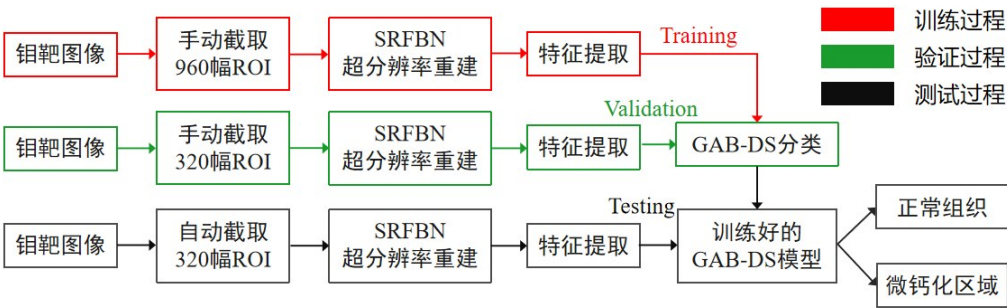 钼靶图像
手动截取
960幅ROI
SRFBN
超分辨率重建
特征提取
Training
训练过程
验证过程
测试过程
钼靶图像
手动截取
320幅ROI
SRFBN
超分辨率重建
特征提取
Validation
GAB-DS分类
钼靶图像
自动截取
320幅ROI
SRFBN
超分辨率重建
特征提取
Testing
训练好的
GAB-DS模型
正常组织
微钙化区域